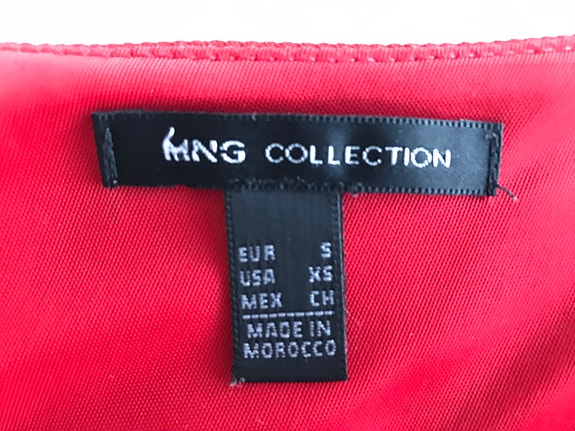 MNG COLLECTION
EUR S
USA XS
MEX CH
MADE IN
MOROCCO